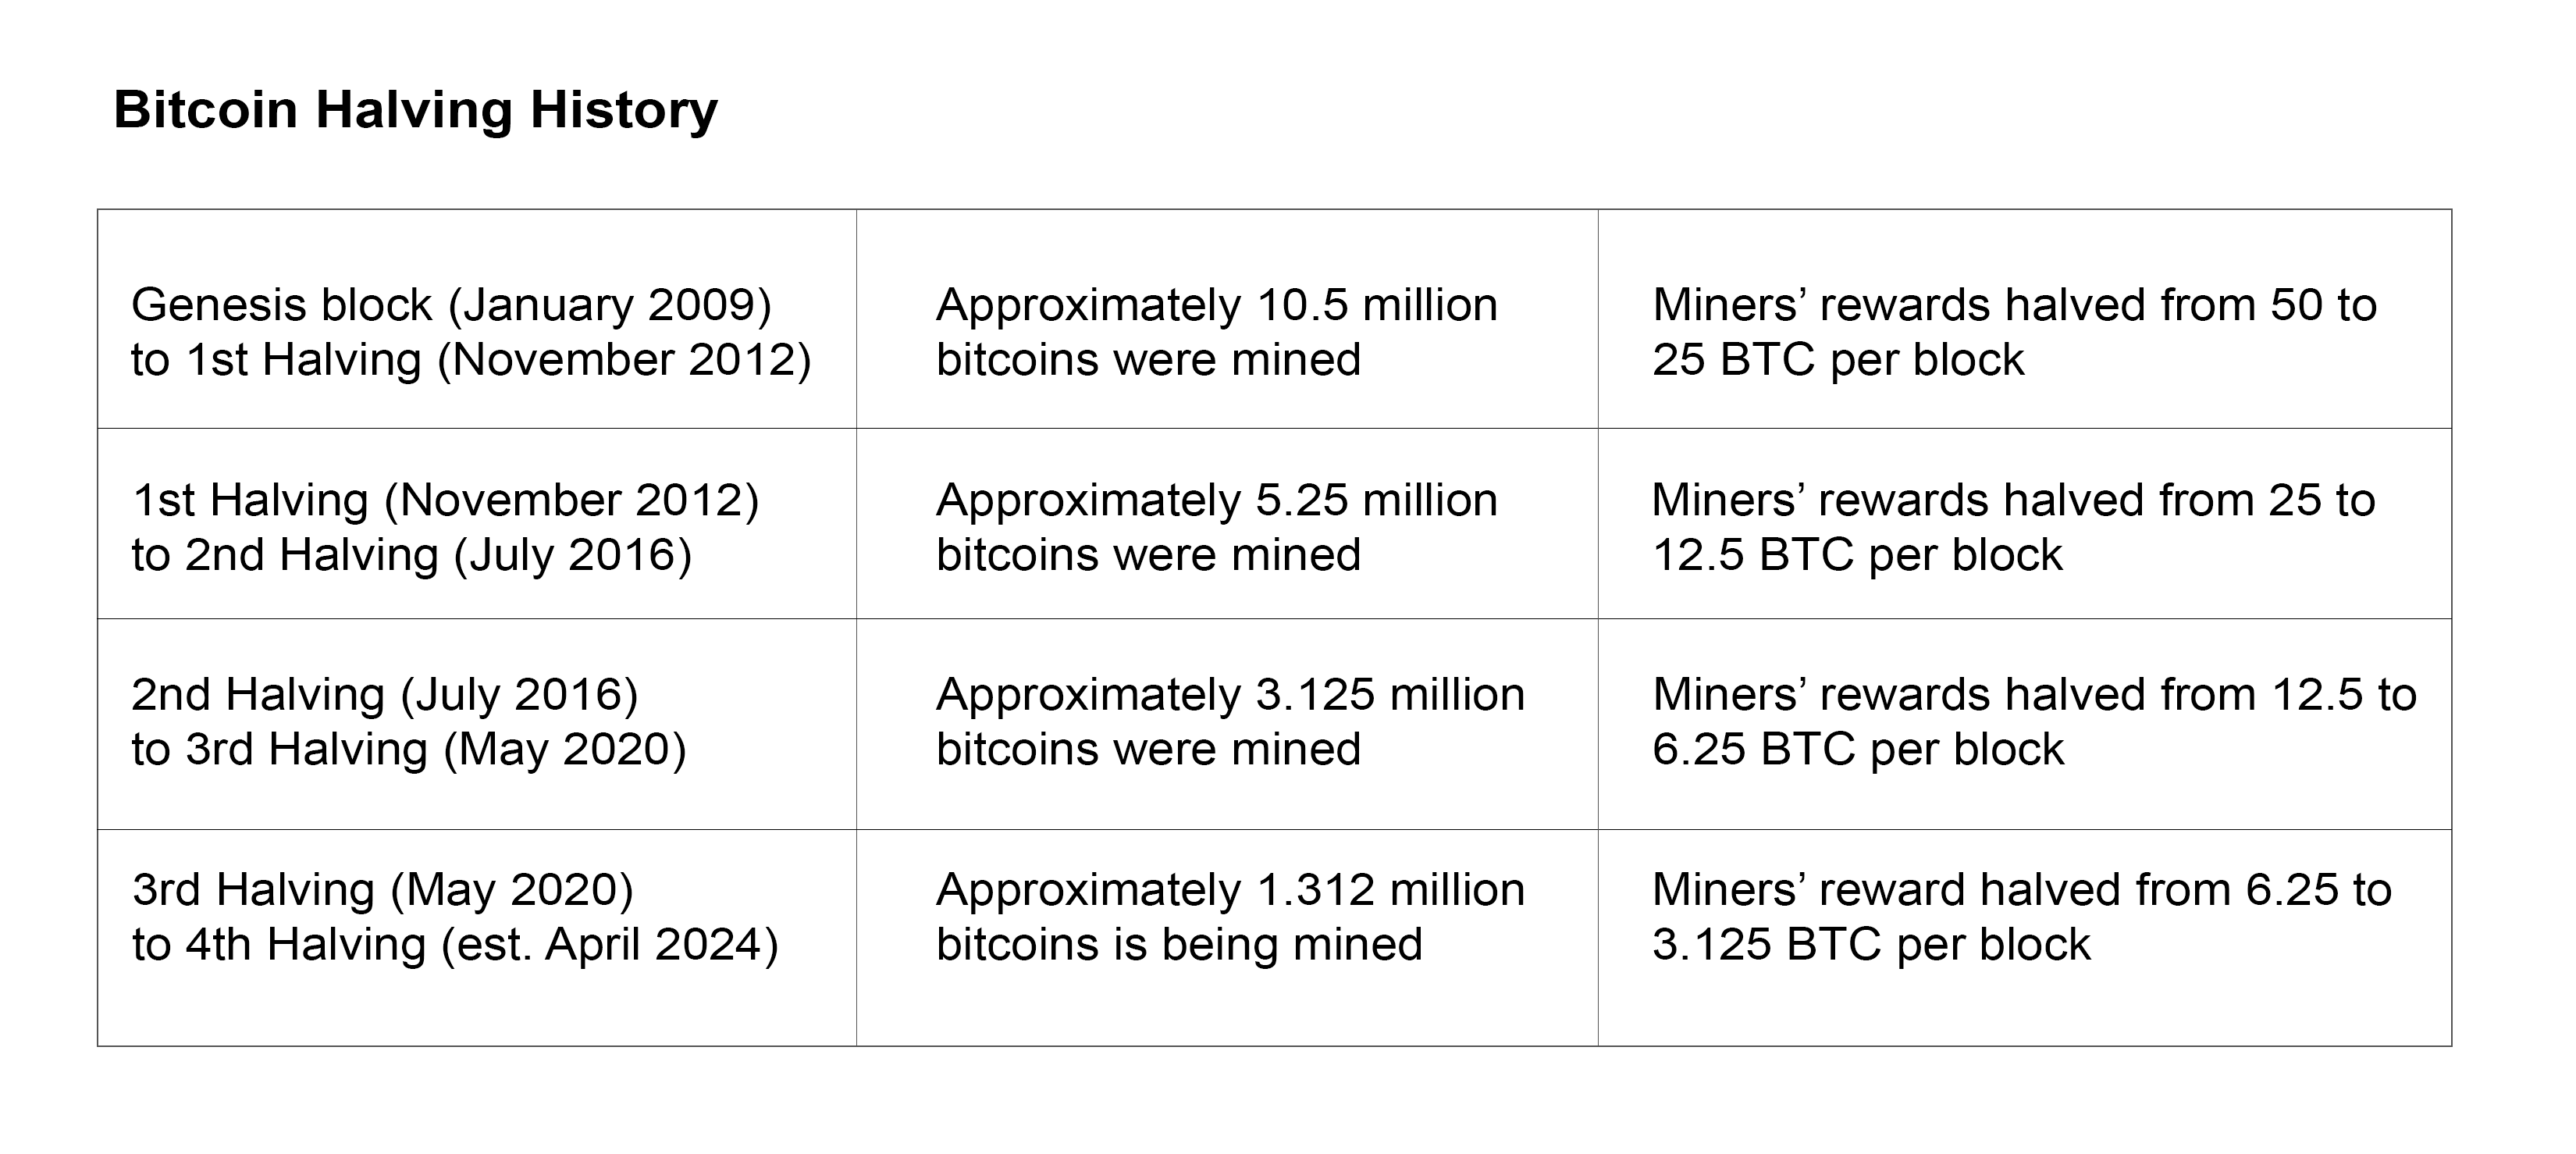 Bitcoin Halving History
Genesis block (January 2009)
to 1st Halving (November 2012)
Approximately 10.5 million
bitcoins were mined
Miners’ rewards halved from 50 to
25 BTC per block
1st Halving (November 2012)
to 2nd Halving (July 2016)
Approximately 5.25 million
bitcoins were mined
Miners’ rewards halved from 25 to
12.5 BTC per block
2nd Halving (July 2016)
to 3rd Halving (May 2020)
Approximately 3.125 million
bitcoins were mined
Miners’ rewards halved from 12.5 to
6.25 BTC per block
3rd Halving (May 2020)
to 4th Halving (est. April 2024)
Approximately 1.312 million
bitcoins is being mined
Miners’ reward halved from 6.25 to
3.125 BTC per block